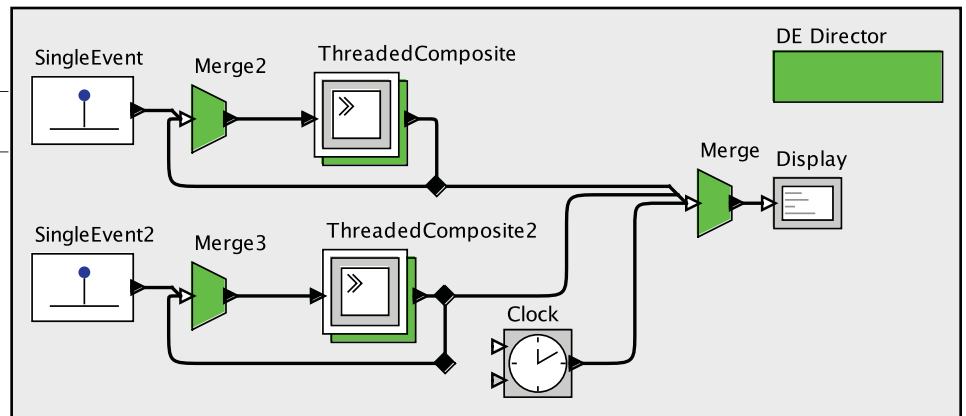 DE Director
SingleEvent
Merge2
ThreadedComposite
Merge
Display
SingleEvent2
Merge3
ThreadedComposite2
Clock